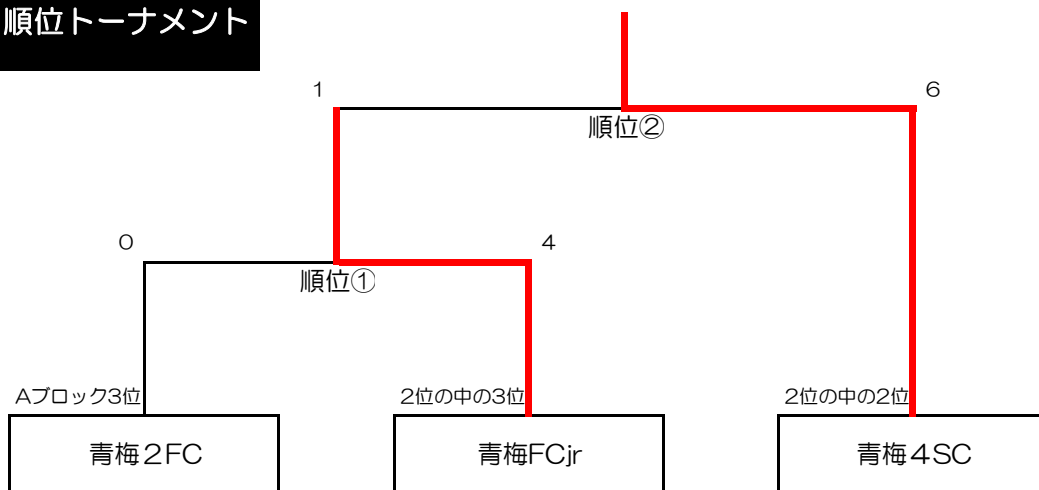 順位トーナメント
1
6
順位②
0
4
順位①
Aブロック3位
2位の中の3位
2位の中の2位
青梅２FC
青梅FCjr
青梅４SC